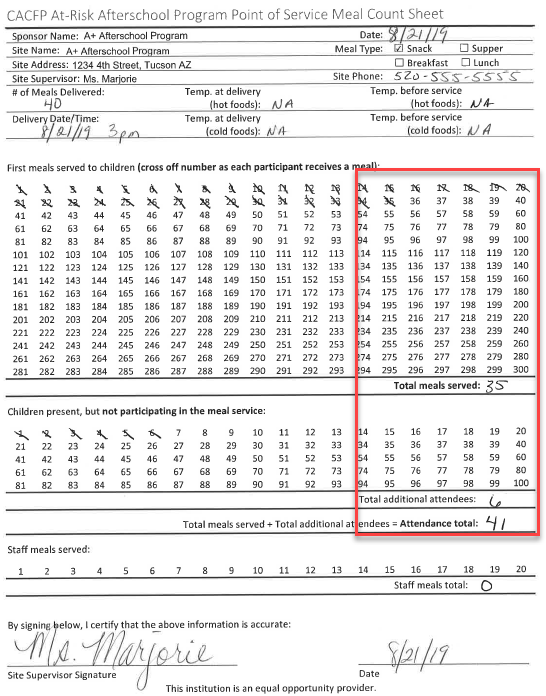 CACFP At-Risk Afterschool Program Point of Service Meal Count Sheet
Sponsor Name: A+ Afterschool Program Date: 8/21/19
Site Name: A+ Afterschool Program Meal Type: ☑ Snack ☐ Supper
Site Address: 1234 4th Street, Tucson AZ ☐ Breakfast ☐ Lunch
Site Supervisor: Ms. Marjorie Site Phone: 520-555-5555
# of Meals Delivered: Temp. at delivery Temp. before service
40 (hot foods): NA (hot foods): NA
Delivery Date/Time: Temp. at delivery Temp. before service
8/21/19 3pm (cold foods): NA (cold foods): NA
First meals served to children (cross off number as each participant receives a meal):
1 2 3 4 5 6 7 8 9 10 11 12 13 14 15 16 17 18 19 20
21 22 23 24 25 26 27 28 29 30 31 32 33 34 35 36 37 38 39 40
41 42 43 44 45 46 47 48 49 50 51 52 53 54 55 56 57 58 59 60
61 62 63 64 65 66 67 68 69 70 71 72 73 74 75 76 77 78 79 80
81 82 83 84 85 86 87 88 89 90 91 92 93 94 95 96 97 98 99 100
101 102 103 104 105 106 107 108 109 110 111 112 113 114 115 116 117 118 119 120
121 122 123 124 125 126 127 128 129 130 131 132 133 134 135 136 137 138 139 140
141 142 143 144 145 146 147 148 149 150 151 152 153 154 155 156 157 158 159 160
161 162 163 164 165 166 167 168 169 170 171 172 173 174 175 176 177 178 179 180
181 182 183 184 185 186 187 188 189 190 191 192 193 194 195 196 197 198 199 200
201 202 203 204 205 206 207 208 209 210 211 212 213 214 215 216 217 218 219 220
221 222 223 224 225 226 227 228 229 230 231 232 233 234 235 236 237 238 239 240
241 242 243 244 245 246 247 248 249 250 251 252 253 254 255 256 257 258 259 260
261 262 263 264 265 266 267 268 269 270 271 272 273 274 275 276 277 278 279 280
281 282 283 284 285 286 287 288 289 290 291 292 293 294 295 296 297 298 299 300
Total meals served: 35
Children present, but not participating in the meal service:
1 2 3 4 5 6 7 8 9 10 11 12 13 14 15 16 17 18 19 20
21 22 23 24 25 26 27 28 29 30 31 32 33 34 35 36 37 38 39 40
41 42 43 44 45 46 47 48 49 50 51 52 53 54 55 56 57 58 59 60
61 62 63 64 65 66 67 68 69 70 71 72 73 74 75 76 77 78 79 80
81 82 83 84 85 86 87 88 89 90 91 92 93 94 95 96 97 98 99 100
Total additional attendees: 6
Total meals served + Total additional attendees = Attendance total: 41
Staff meals served:
1 2 3 4 5 6 7 8 9 10 11 12 13 14 15 16 17 18 19 20
Staff meals total: 0
By signing below, I certify that the above information is accurate:
Ms. Marjorie 8/21/19
Site Supervisor Signature Date
This institution is an equal opportunity provider.